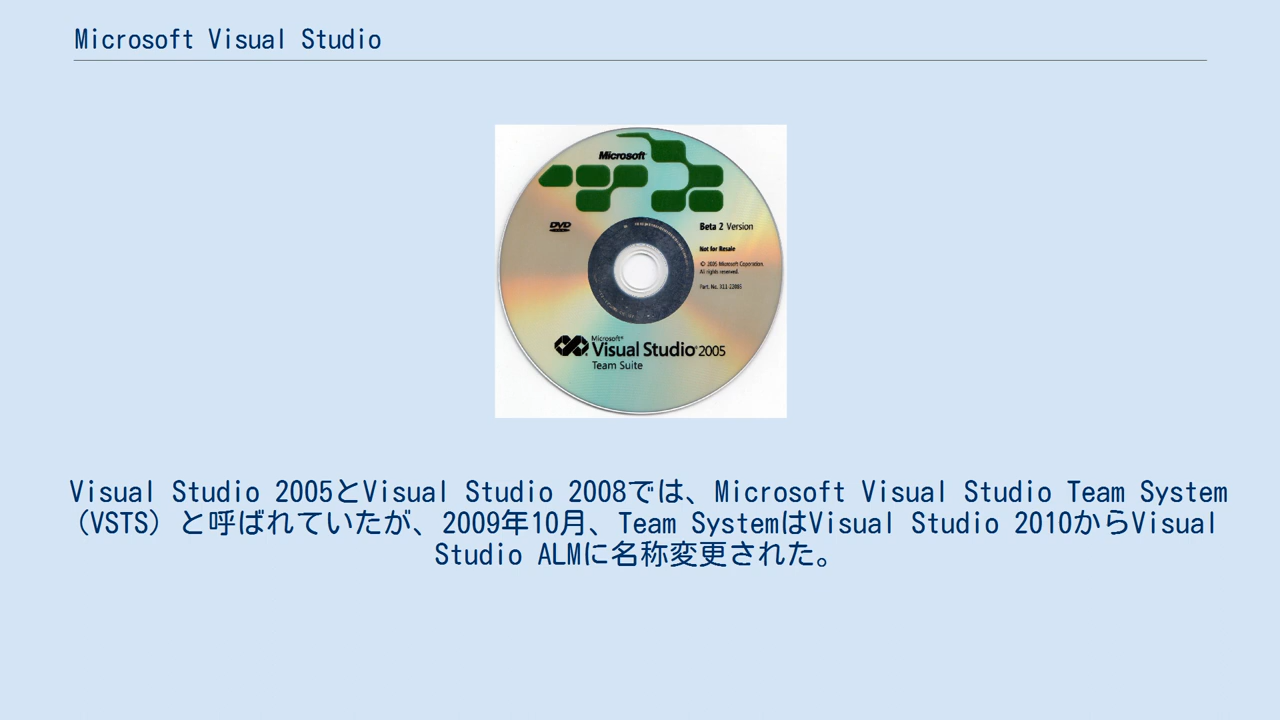 Microsoft Visual Studio
Microsoft
DVD
Beta 2 Version
Not for Resale
© 2005 Microsoft Corporation.
All rights reserved.
Part. No. X11-22883
Microsoft®
Visual Studio® 2005
Team Suite
Visual Studio 2005とVisual Studio 2008では、Microsoft Visual Studio Team System
（VSTS）と呼ばれていたが、2009年10月、Team SystemはVisual Studio 2010からVisual
Studio ALMに名称変更された。